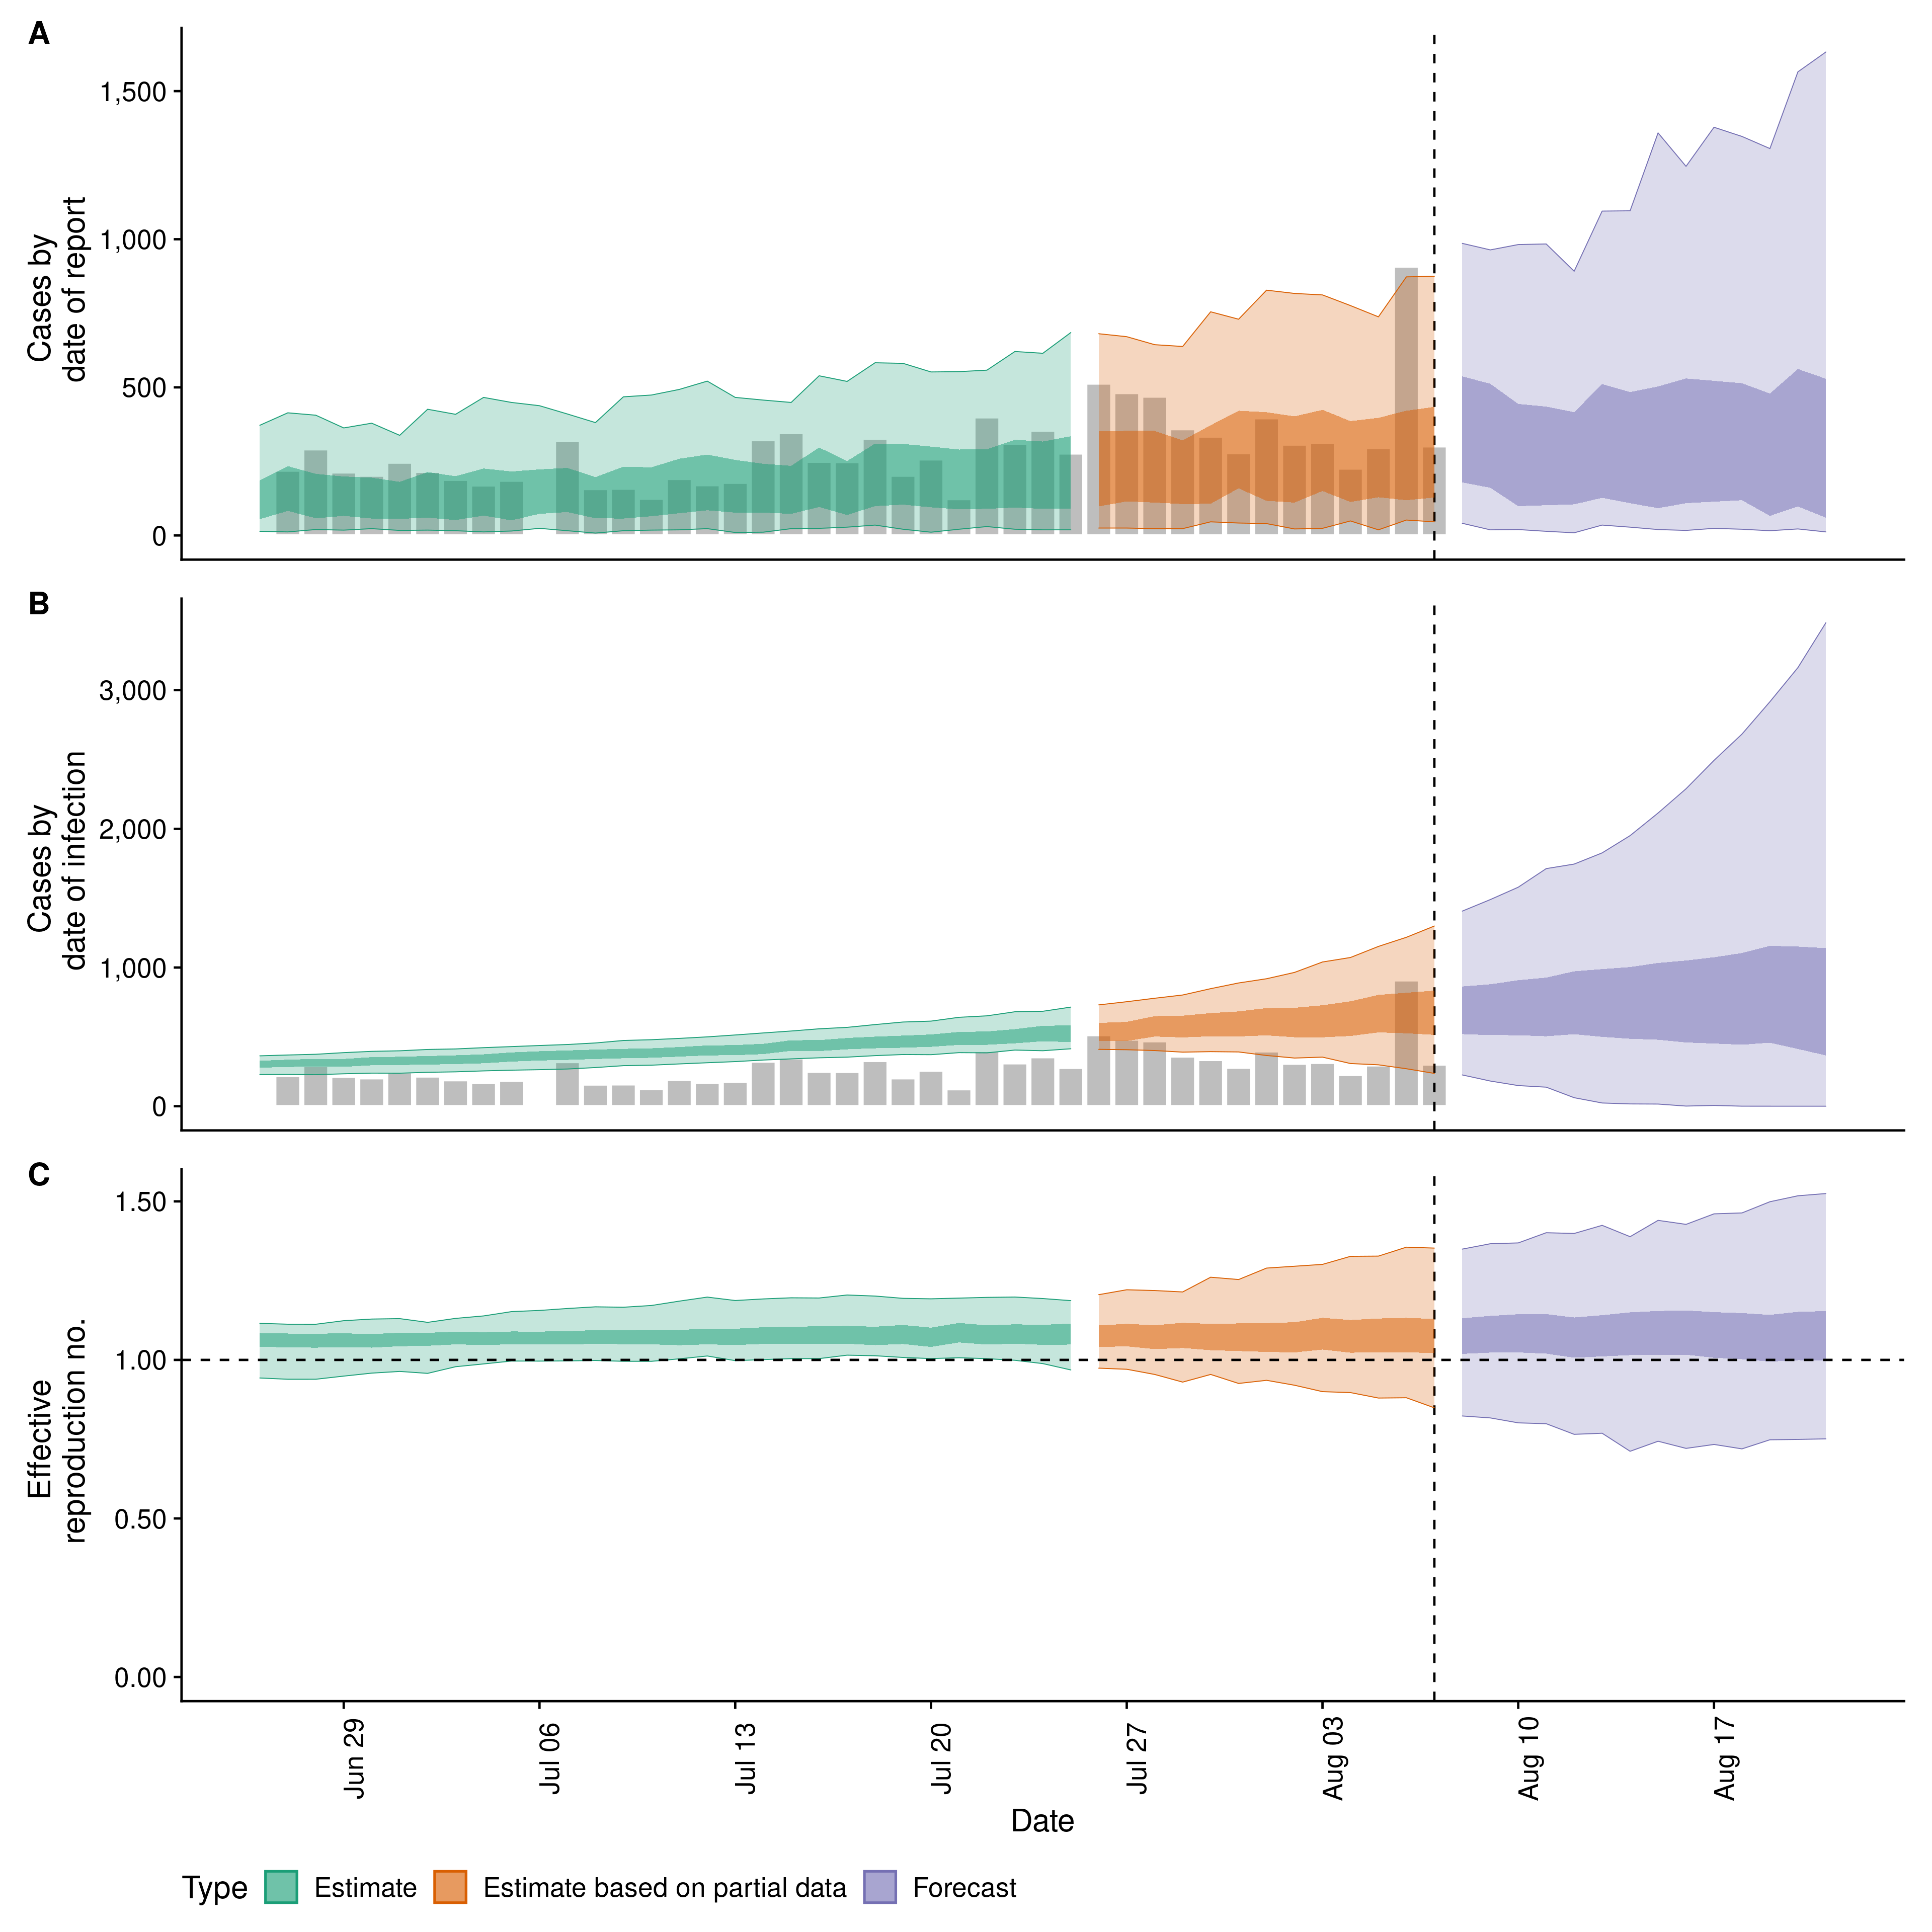 A
1,500
1,000
500
0
Cases by
date of report
B
3,000
2,000
1,000
0
Cases by
date of infection
C
1.50
1.00
0.50
0.00
Effective
reproduction no.
Jun 29
Jul 06
Jul 13
Jul 20
Jul 27
Aug 03
Aug 10
Aug 17
Date
Type Estimate Estimate based on partial data Forecast